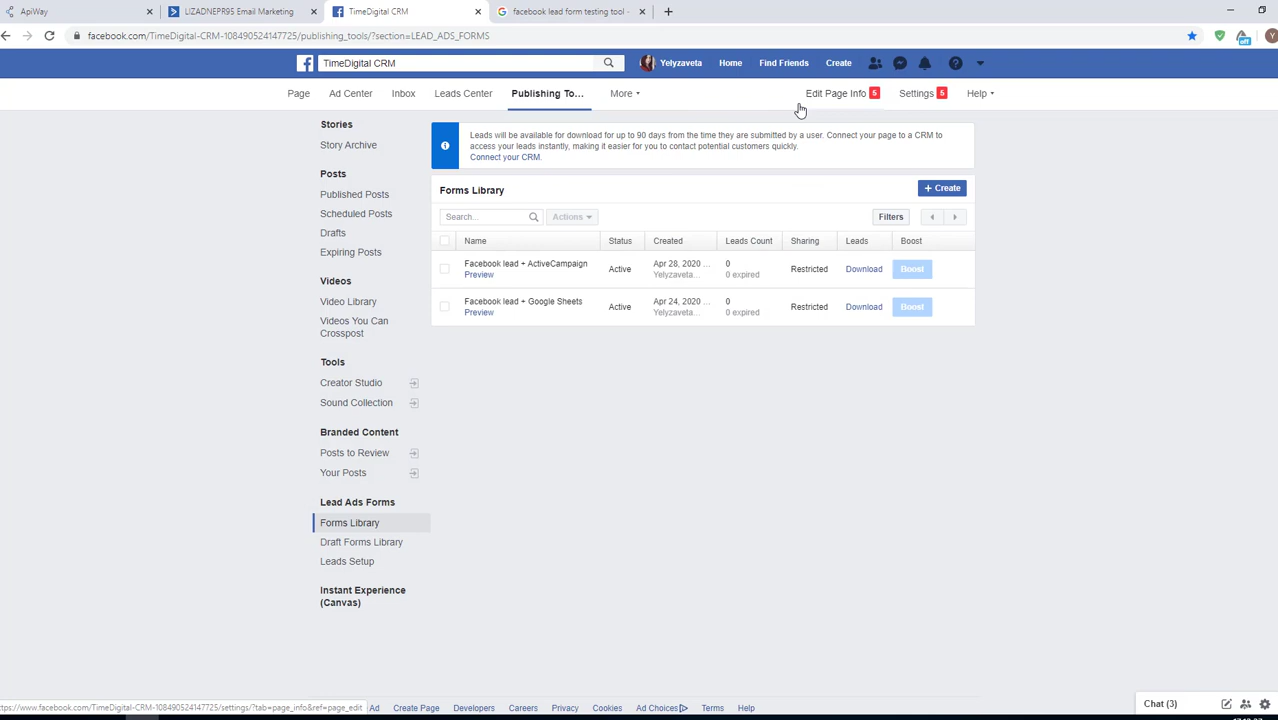 ApiWay
LIZADNEPR95 Email Marketing
TimeDigital CRM
facebook lead form testing tool -
facebook.com/TimeDigital-CRM-108490524147725/publishing_tools/?section=LEAD_ADS_FORMS
off
TimeDigital CRM
Yelyzaveta
Home
Find Friends
Create
Page
Ad Center
Inbox
Leads Center
Publishing To...
More
Edit Page Info 5
Settings 5
Help
Stories
Story Archive
Posts
Published Posts
Scheduled Posts
Drafts
Expiring Posts
Videos
Video Library
Videos You Can
Crosspost
Tools
Creator Studio
Sound Collection
Branded Content
Posts to Review
Your Posts
Lead Ads Forms
Forms Library
Draft Forms Library
Leads Setup
Instant Experience
(Canvas)
Leads will be available for download for up to 90 days from the time they are submitted by a user. Connect your page to a CRM to
access your leads instantly, making it easier for you to contact potential customers quickly.
Connect your CRM.
Forms Library
+ Create
Search...
Actions
Filters
Name Status Created Leads Count Sharing Leads Boost
Facebook lead + ActiveCampaign Apr 28, 2020 ... 0
Preview Active Yelyzaveta... 0 expired Restricted Download Boost
Facebook lead + Google Sheets Apr 24, 2020 ... 0
Preview Active Yelyzaveta... 0 expired Restricted Download Boost
ttps://www.facebook.com/TimeDigital-CRM-108490524147725/settings/?tab=page_info&ref=page_edit
Ad Create Page Developers Careers Privacy Cookies Ad Choices Terms Help
Chat (3)